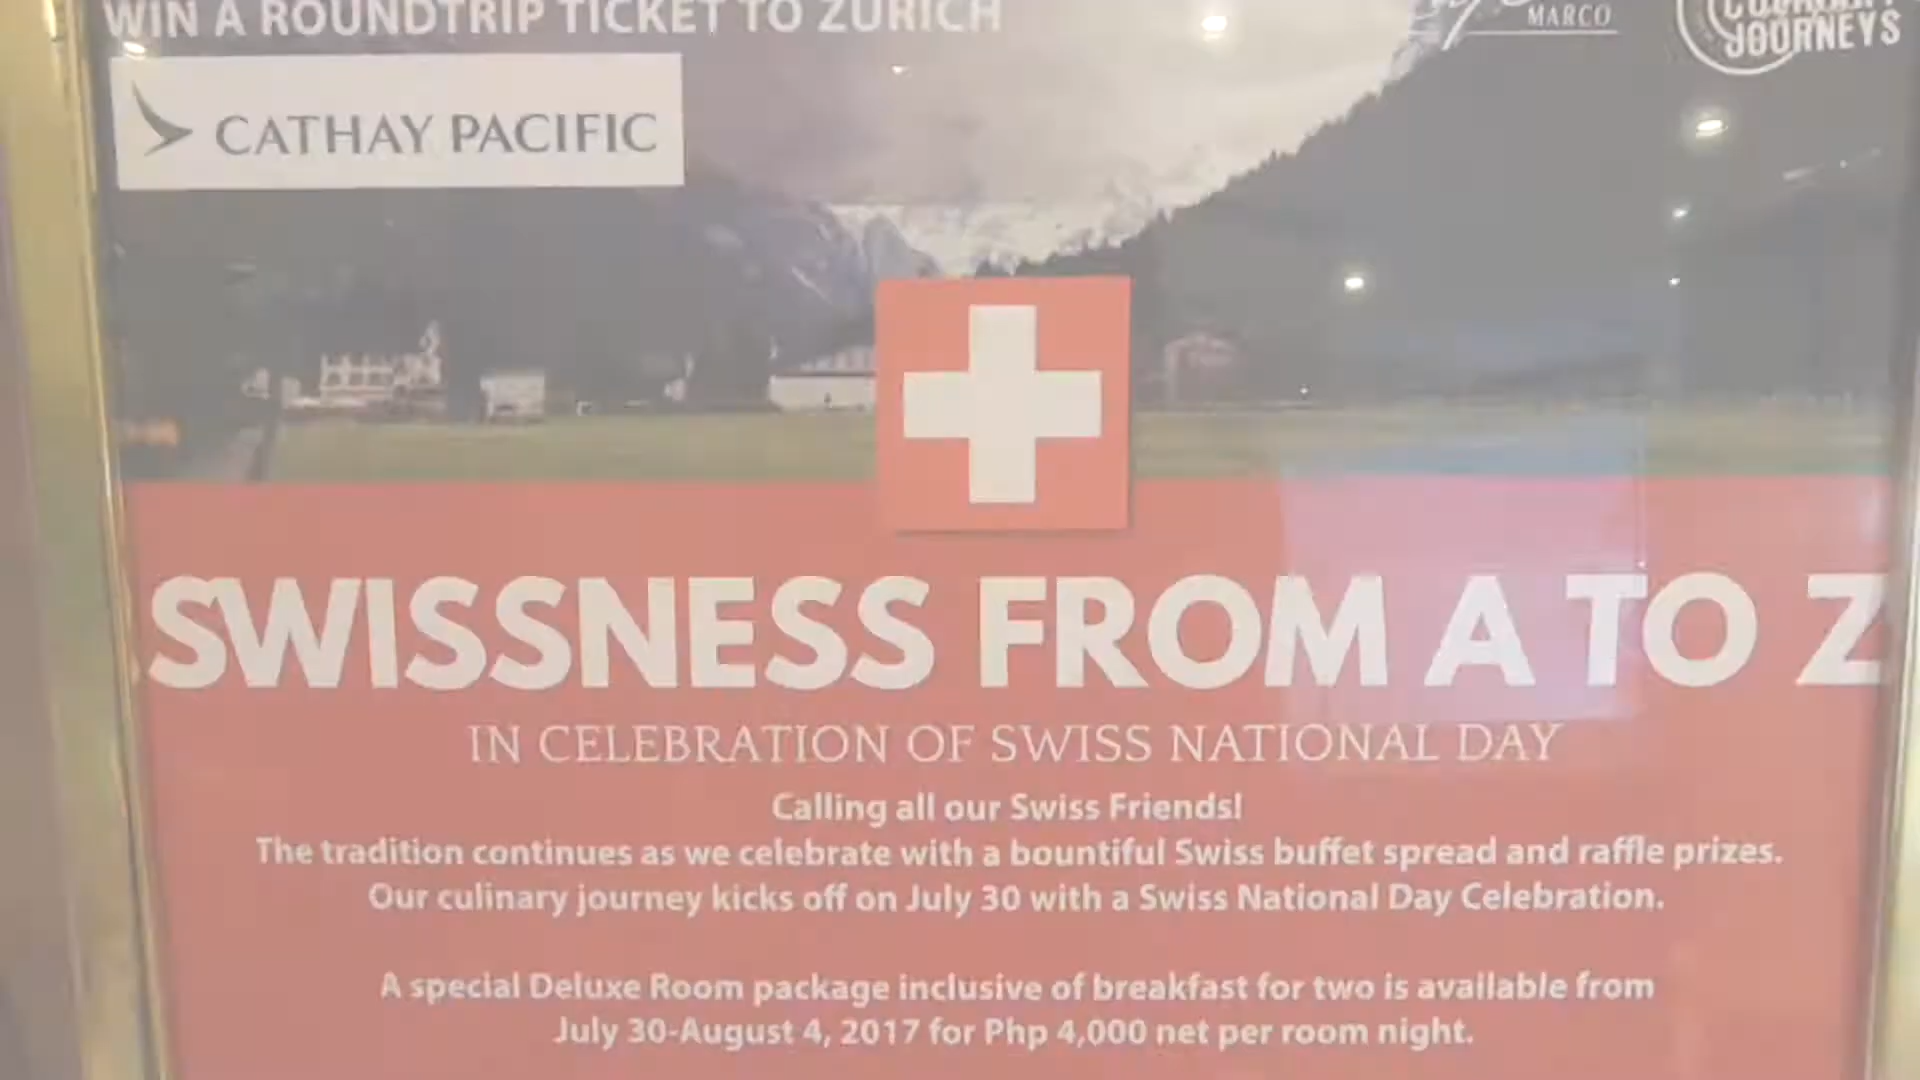 WIN A ROUNDTRIP TICKET TO ZURICH
MARCO
JOURNEYS
CATHAY PACIFIC
SWISSNESS FROM A TO Z
IN CELEBRATION OF SWISS NATIONAL DAY
Calling all our Swiss Friends!
The tradition continues as we celebrate with a bountiful Swiss buffet spread and raffle prizes.
Our culinary journey kicks off on July 30 with a Swiss National Day Celebration.
A special Deluxe Room package inclusive of breakfast for two is available from
July 30-August 4, 2017 for Php 4,000 net per room night.